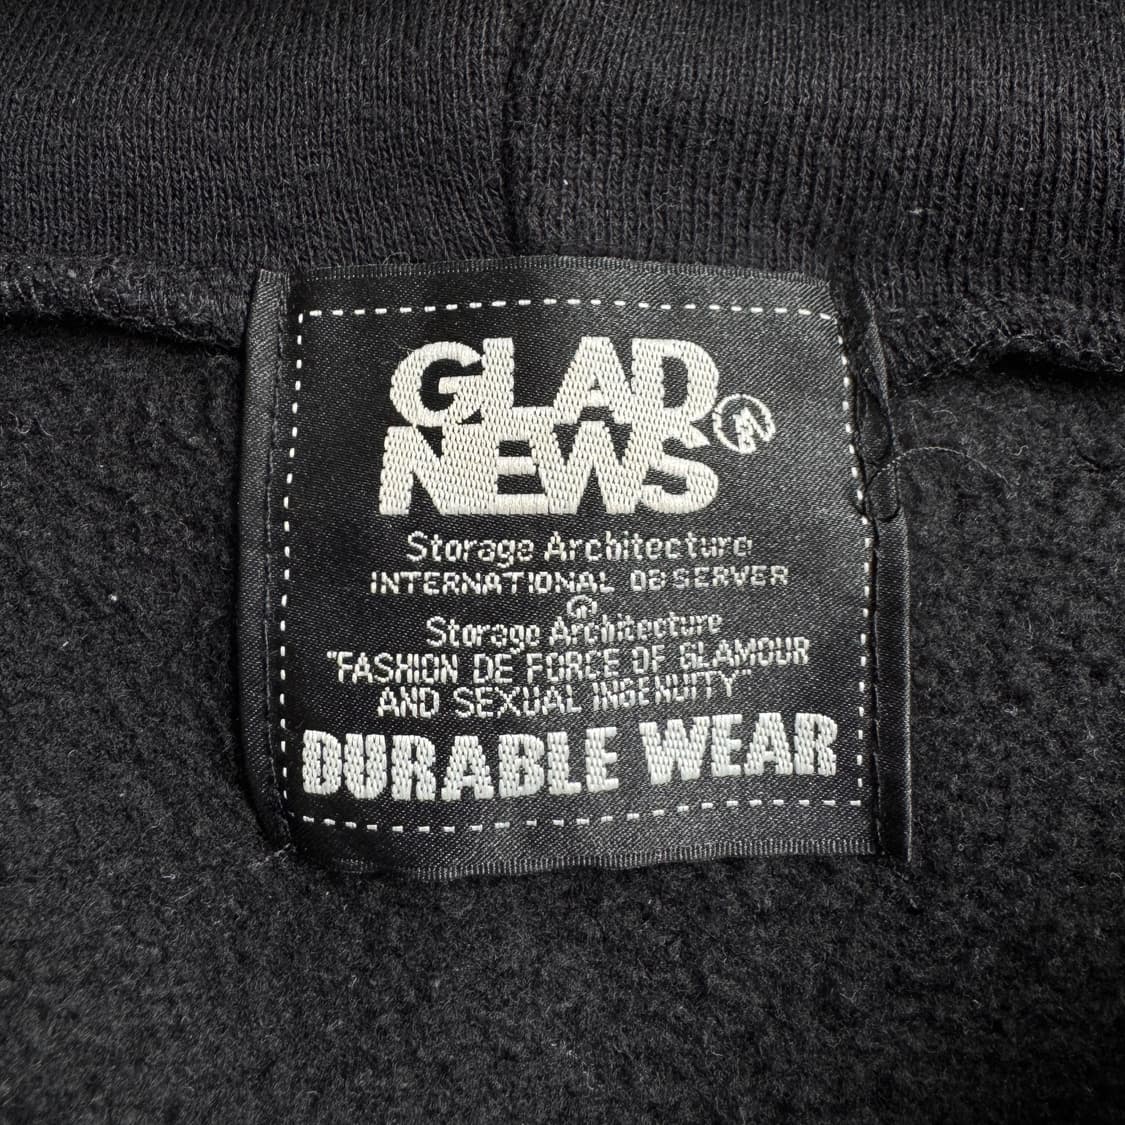 GLAD
NEWS
Storage Architecture
INTERNATIONAL OBSERVER
Storage Architecture
"FASHION DE FORCE OF GLAMOUR
AND SEXUAL INGENUITY"
DURABLE WEAR